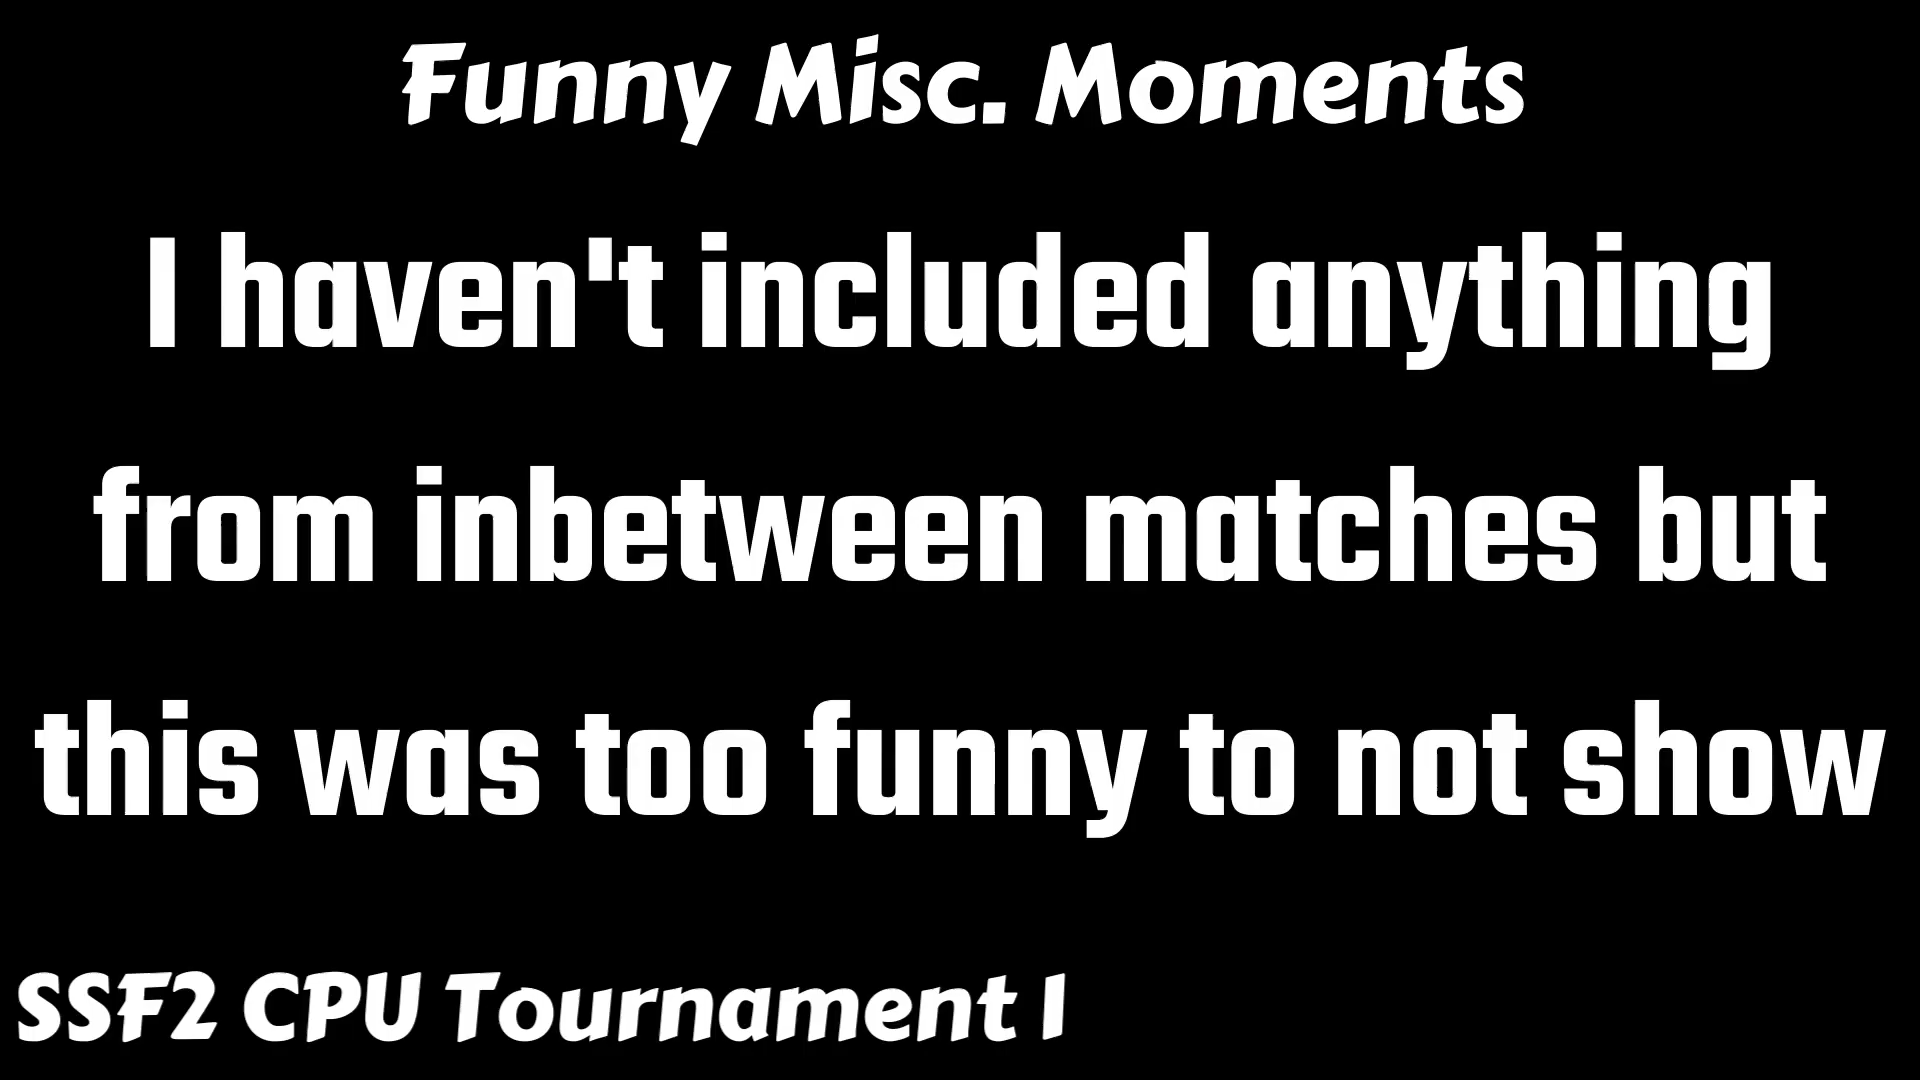 Funny Misc. Moments
I haven't included anything
from inbetween matches but
this was too funny to not show
SSF2 CPU Tournament I